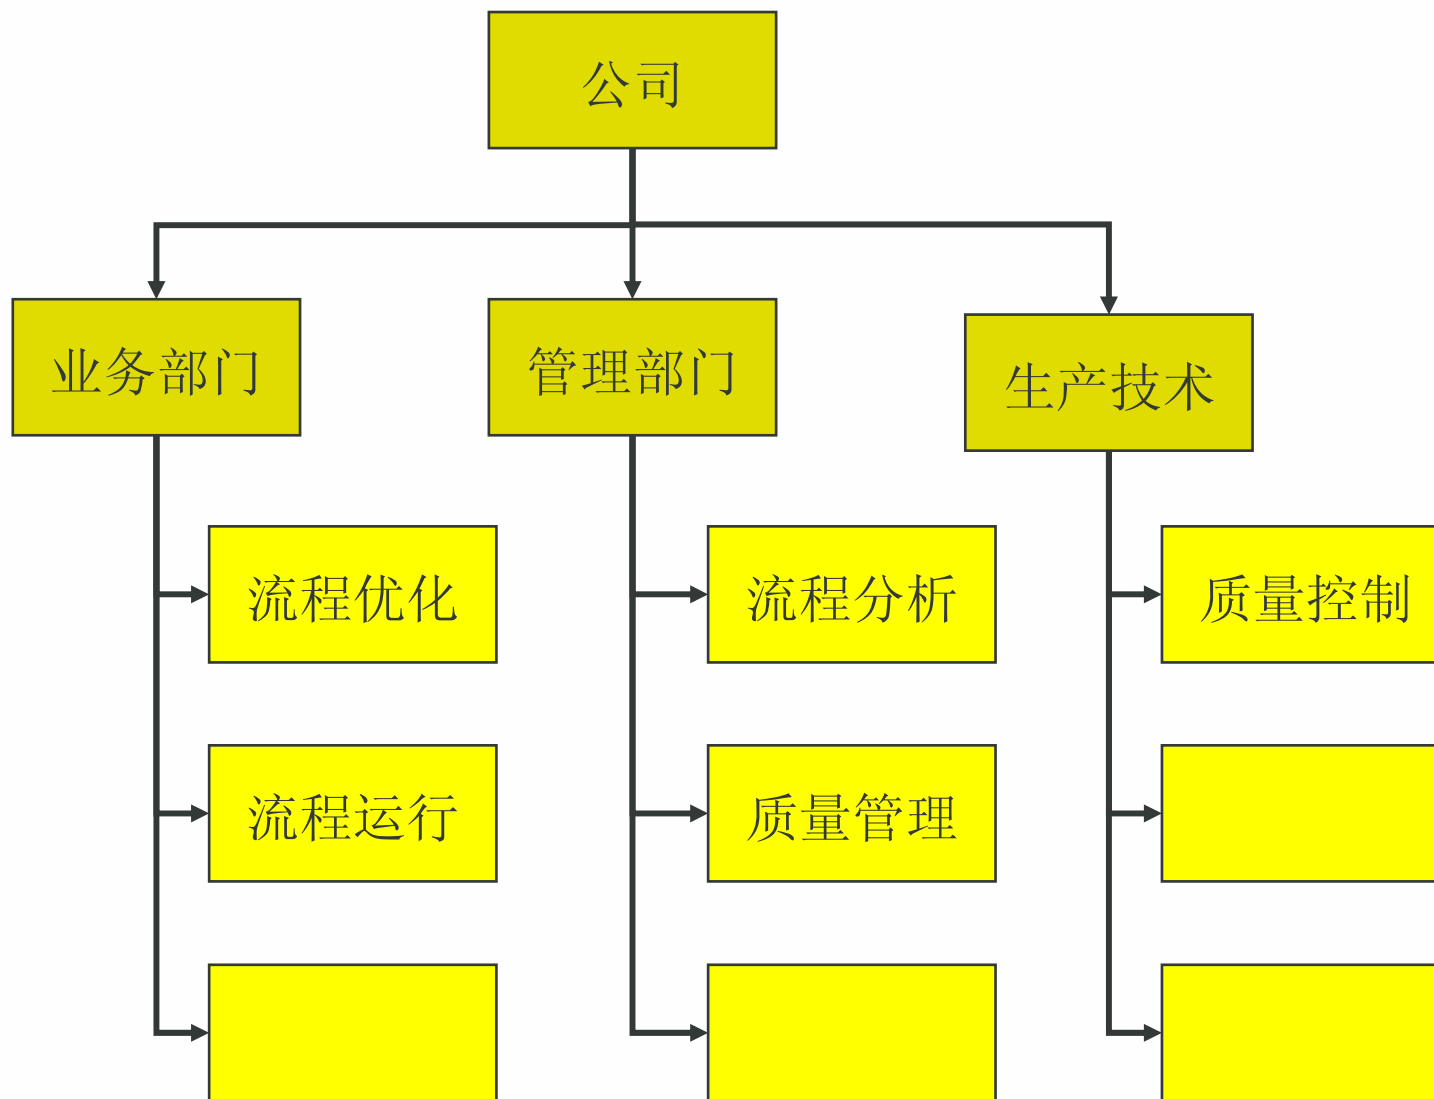 公司
业务部门
管理部门
生产技术
流程优化
流程分析
质量控制
流程运行
质量管理